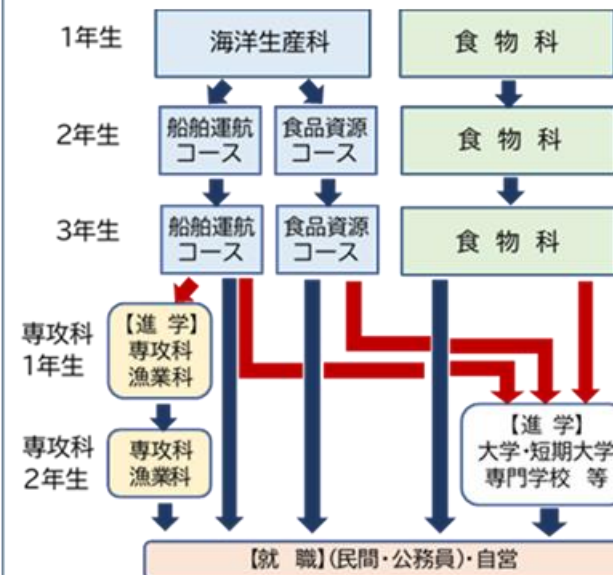 1年生
海洋生産科
食 物 科
2年生
船舶運航
コース
食品資源
コース
食 物 科
3年生
船舶運航
コース
食品資源
コース
食 物 科
専攻科
1年生
【進 学】
専攻科
漁業科
専攻科
2年生
専攻科
漁業科
【進 学】
大学・短期大学
専門学校 等
【就 職】(民間・公務員)・自営